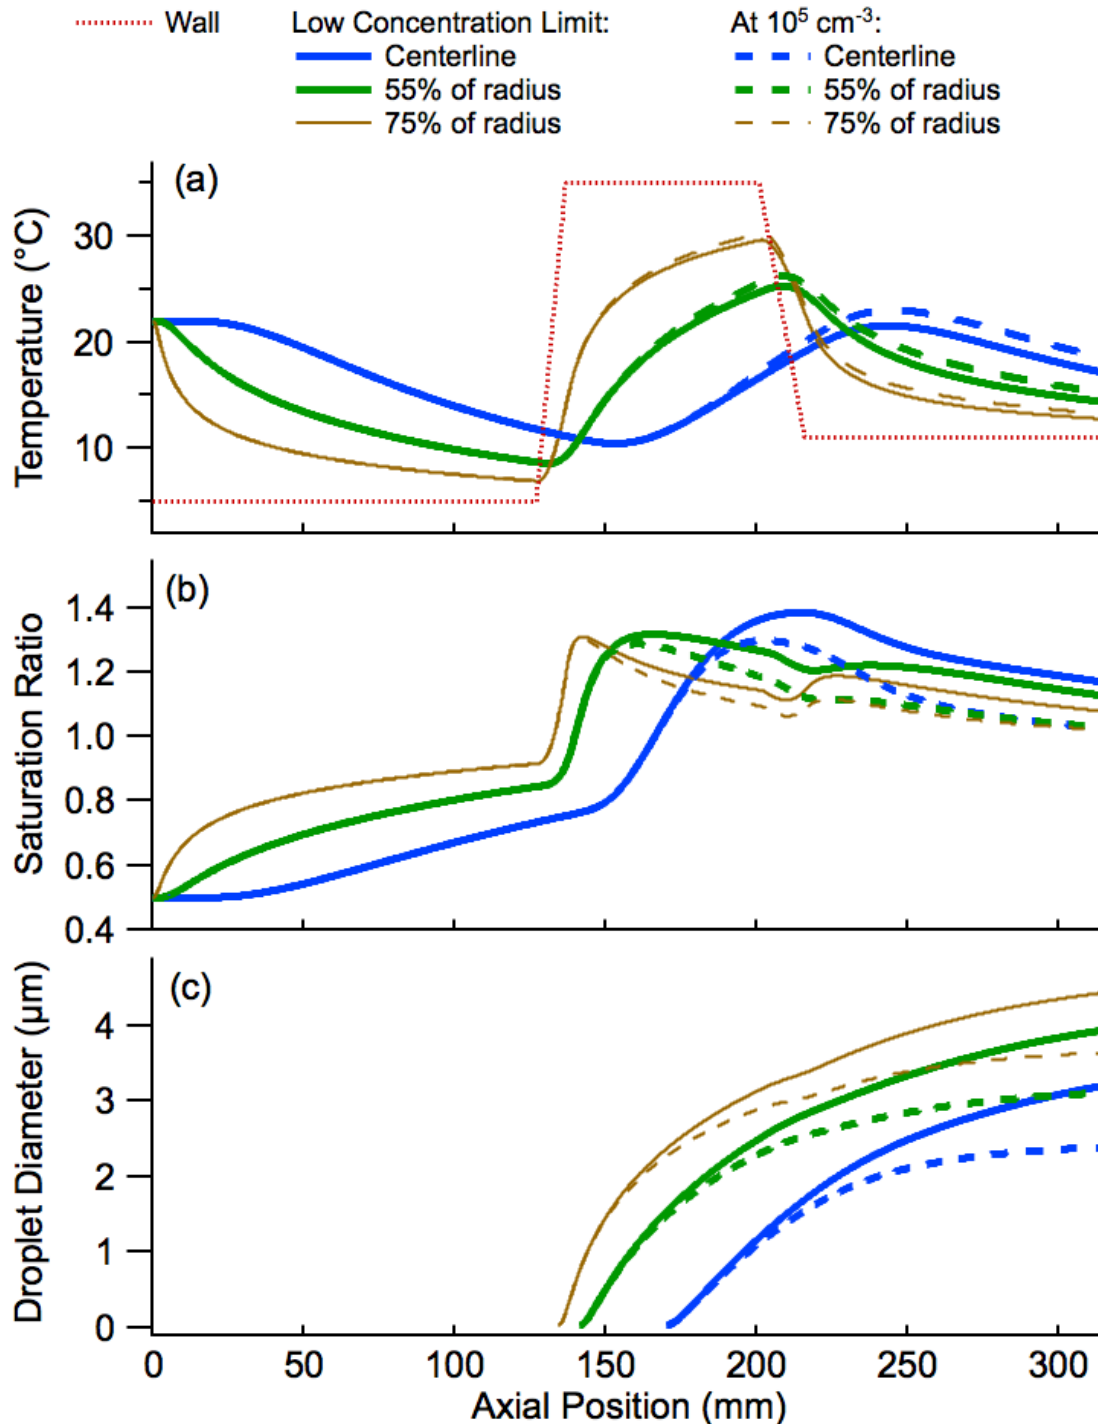 Wall Low Concentration Limit: At 10⁵ cm⁻³:
Centerline Centerline
55% of radius 55% of radius
75% of radius 75% of radius
(a)
Temperature (°C)
30
20
10
(b)
Saturation Ratio
1.4
1.2
1.0
0.8
0.6
0.4
(c)
Droplet Diameter (µm)
4
3
2
1
0
0 50 100 150 200 250 300
Axial Position (mm)